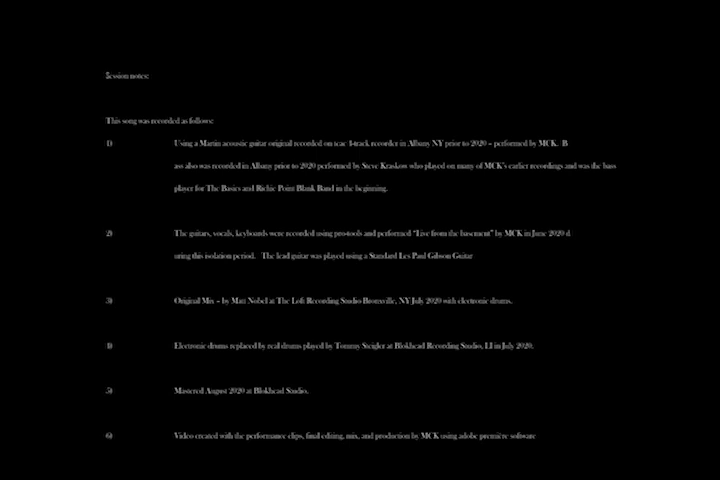 Session notes:
This song was recorded as follows:
1) Using a Martin acoustic guitar original recorded on teac 4-track recorder in Albany NY prior to 2020 – performed by MCK. B
ass also was recorded in Albany prior to 2020 performed by Steve Kraskow who played on many of MCK's earlier recordings and was the bass
player for The Basics and Richie Point Blank Band in the beginning.
2) The guitars, vocals, keyboards were recorded using pro-tools and performed "Live from the basement" by MCK in June 2020 d
uring this isolation period. The lead guitar was played using a Standard Les Paul Gibson Guitar
3) Original Mix – by Matt Nobel at The Loft Recording Studio Bronxville, NY July 2020 with electronic drums.
4) Electronic drums replaced by real drums played by Tommy Steigler at Blokhead Recording Studio, LI in July 2020.
5) Mastered August 2020 at Blokhead Studio.
6) Video created with the performance clips, final editing, mix, and production by MCK using adobe premiere software